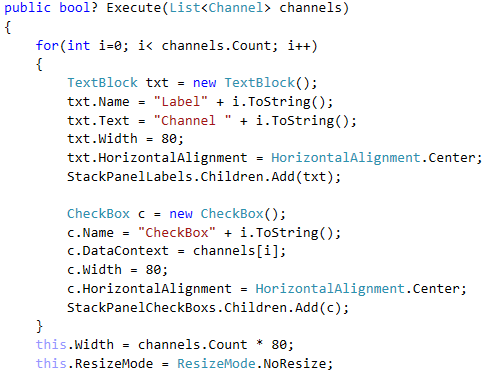 public bool? Execute(List<Channel> channels)
{
    for(int i=0; i< channels.Count; i++)
    {
        TextBlock txt = new TextBlock();
        txt.Name = "Label" + i.ToString();
        txt.Text = "Channel " + i.ToString();
        txt.Width = 80;
        txt.HorizontalAlignment = HorizontalAlignment.Center;
        StackPanelLabels.Children.Add(txt);

        CheckBox c = new CheckBox();
        c.Name = "CheckBox" + i.ToString();
        c.DataContext = channels[i];
        c.Width = 80;
        c.HorizontalAlignment = HorizontalAlignment.Center;
        StackPanelCheckBoxs.Children.Add(c);
    }
    this.Width = channels.Count * 80;
    this.ResizeMode = ResizeMode.NoResize;